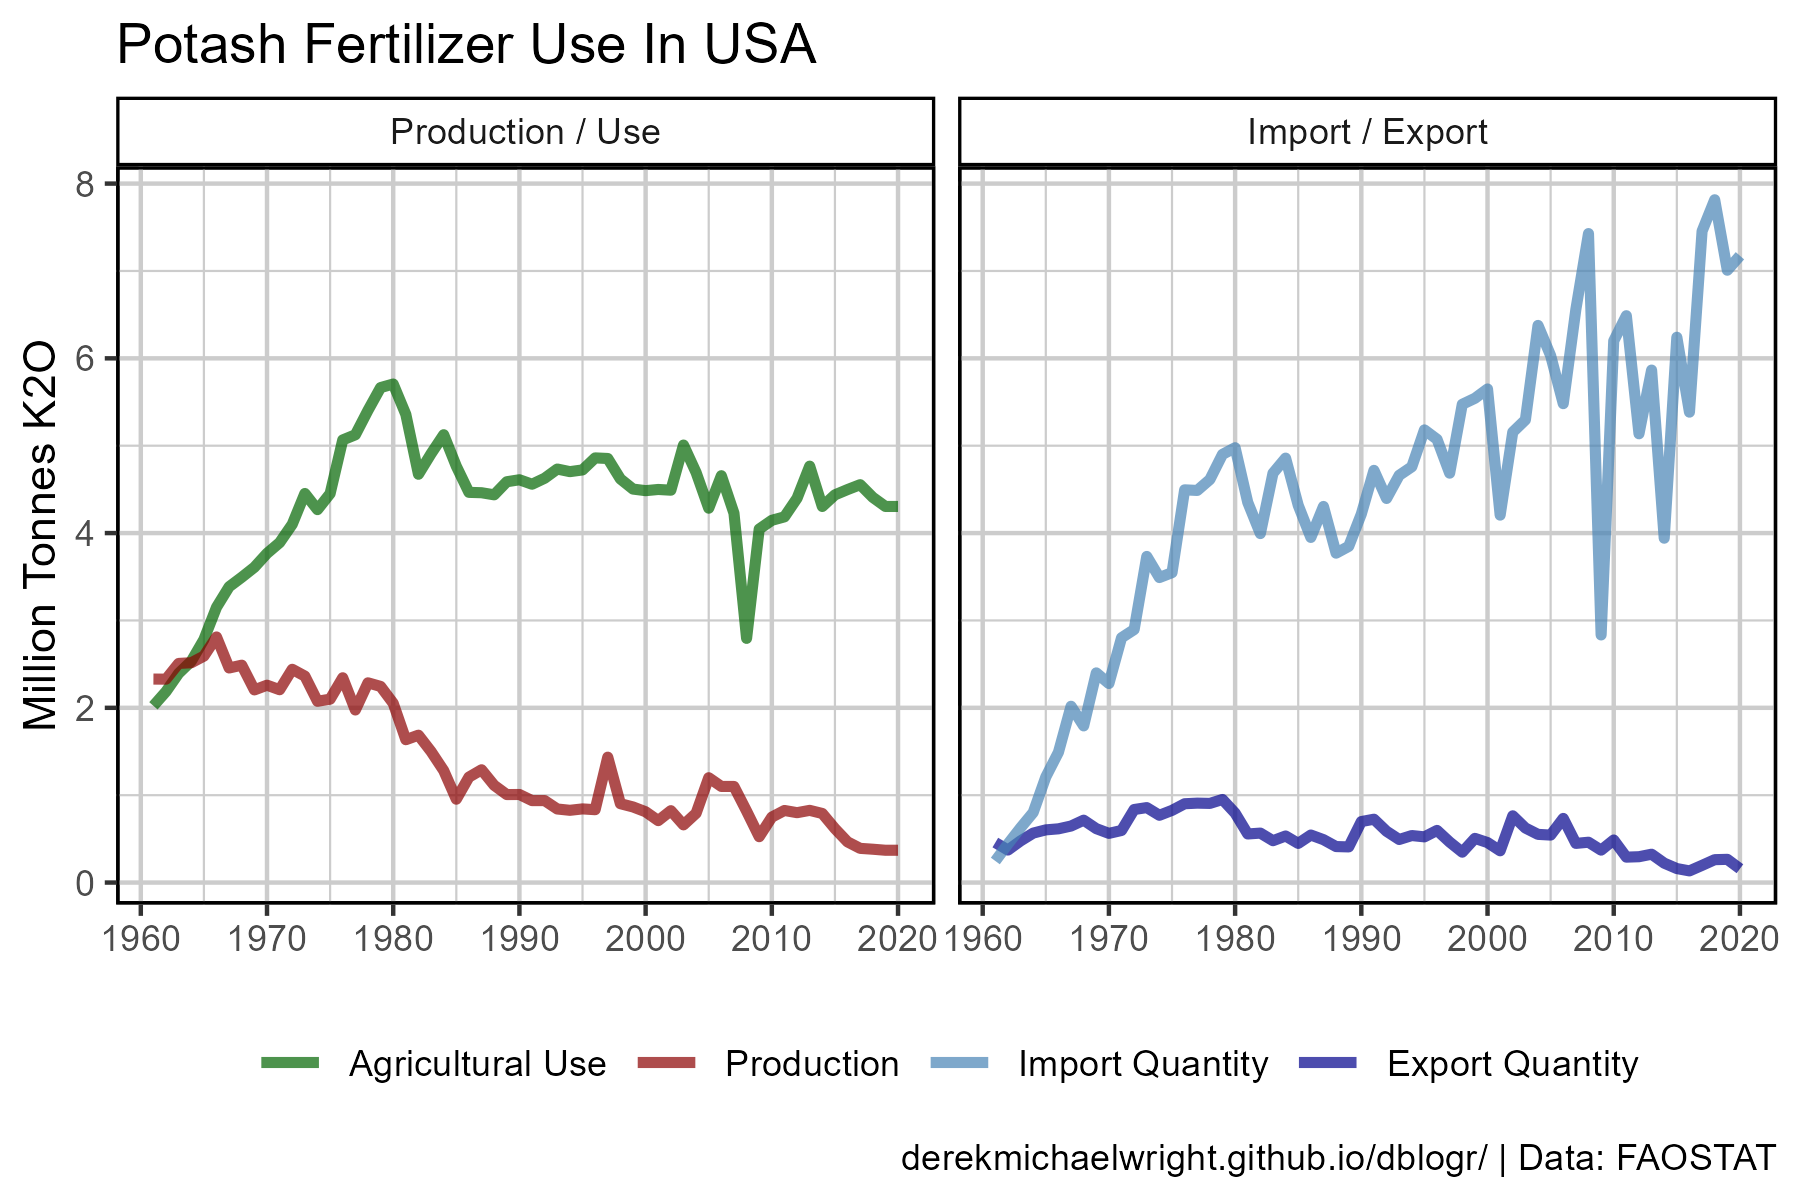 Potash Fertilizer Use In USA
Production / Use
Import / Export
Million Tonnes K2O
8
6
4
2
0
1960 1970 1980 1990 2000 2010 2020
1960 1970 1980 1990 2000 2010 2020
Agricultural Use Production Import Quantity Export Quantity
derekmichaelwright.github.io/dblogr/ | Data: FAOSTAT